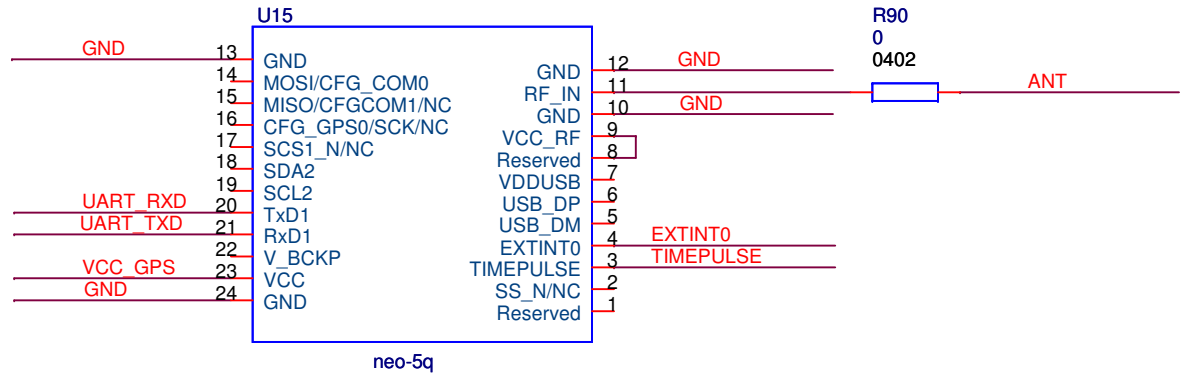 U15
R90
0
0402
GND 13 GND
14 MOSI/CFG_COM0
15 MISO/CFGCOM1/NC
16 CFG_GPS0/SCK/NC
17 SCS1_N/NC
18 SDA2
19 SCL2
UART_RXD 20 TxD1
UART_TXD 21 RxD1
22 V_BCKP
VCC_GPS 23 VCC
GND 24 GND
GND 12 GND
RF_IN 11 ANT
GND 10 GND
VCC_RF 9
Reserved 8
VDDUSB 7
USB_DP 6
USB_DM 5
EXTINT0 4 EXTINT0
TIMEPULSE 3 TIMEPULSE
SS_N/NC 2
Reserved 1
neo-5q